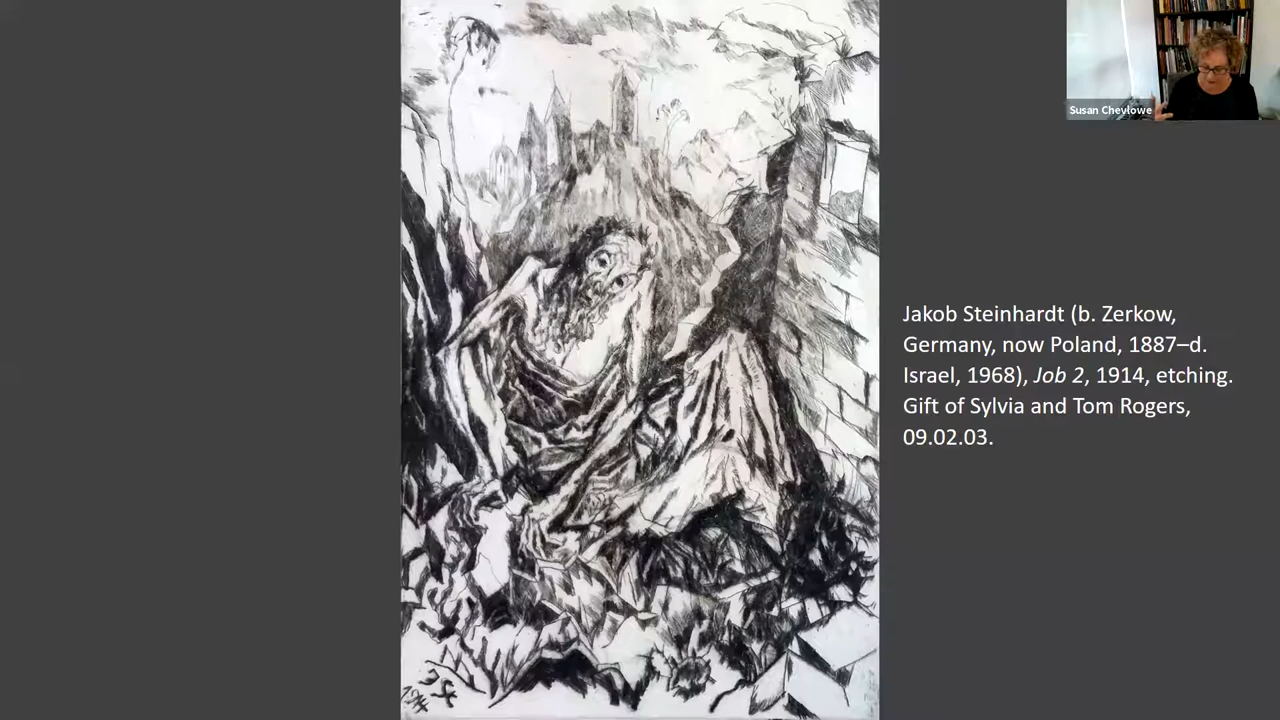 Susan Chevlowe
Jakob Steinhardt (b. Zerkow,
Germany, now Poland, 1887–d.
Israel, 1968), Job 2, 1914, etching.
Gift of Sylvia and Tom Rogers,
09.02.03.